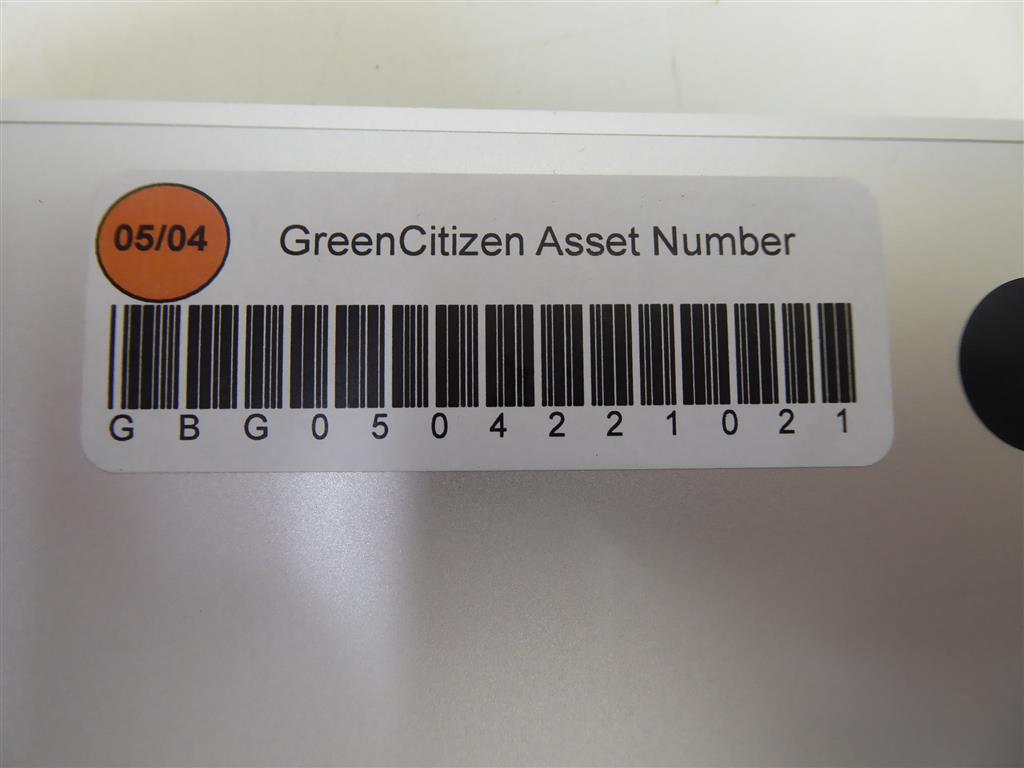 05/04 GreenCitizen Asset Number
G B G 0 5 0 4 2 2 1 0 2 1